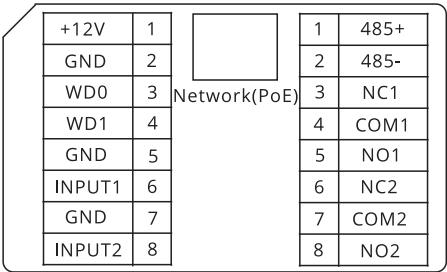 +12V 1
GND 2
WD0 3
WD1 4
GND 5
INPUT1 6
GND 7
INPUT2 8
Network(PoE)
1 485+
2 485-
3 NC1
4 COM1
5 NO1
6 NC2
7 COM2
8 NO2